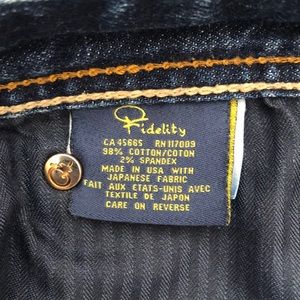 Fidelity
CA 45665 RN 117009
98% COTTON/COTON
2% SPANDEX
MADE IN USA WITH
JAPANESE FABRIC
FAIT AUX ETATS-UNIS AVEC
TEXTILE DE JAPON
CARE ON REVERSE